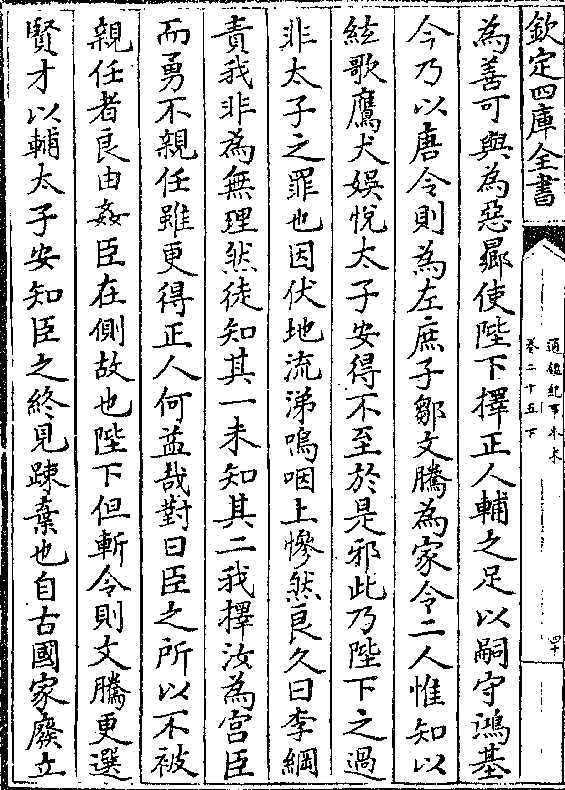 欽定四庫全書
通鑑紀事本末
卷二十五下
四十
為善可與為惡曏使陛下擇正人輔之足以嗣守鴻基
今乃以唐令則為左庶子鄒文騰為家令二人惟知以
絃歌鷹犬娛悅太子安得不至於是邪此乃陛下之過
非太子之罪也因伏地流涕嗚咽上慘然良久曰李綱
責我非為無理然徒知其一未知其二我擇汝為宮臣
而勇不親任雖更得正人何益哉對曰臣之所以不被
親任者良由姦臣在側故也陛下但斬令則文騰更選
賢才以輔太子安知臣之終見踈棄也自古國家廢立